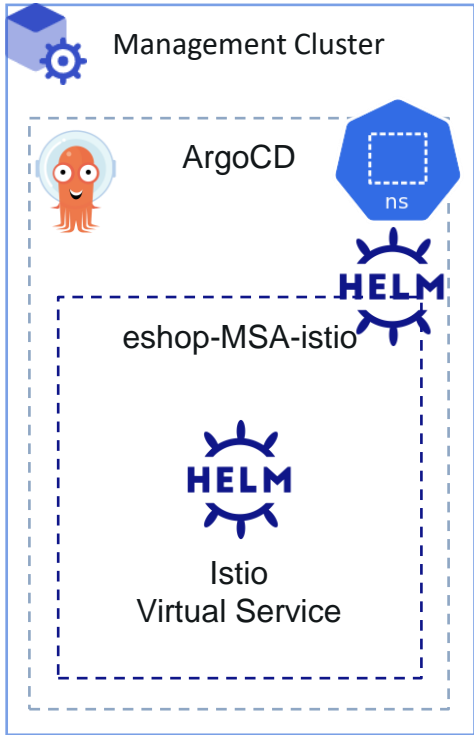 Management Cluster
ArgoCD
ns
HELM
eshop-MSA-istio
HELM
Istio
Virtual Service